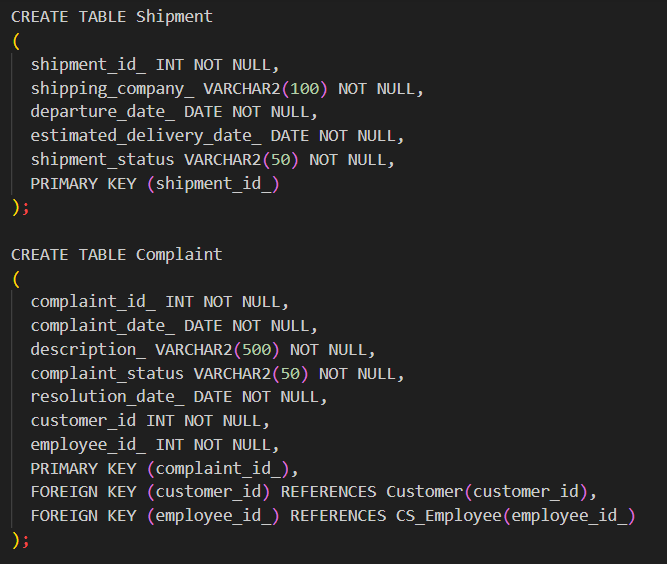 CREATE TABLE Shipment
(
  shipment_id_ INT NOT NULL,
  shipping_company_ VARCHAR2(100) NOT NULL,
  departure_date_ DATE NOT NULL,
  estimated_delivery_date_ DATE NOT NULL,
  shipment_status VARCHAR2(50) NOT NULL,
  PRIMARY KEY (shipment_id_)
);

CREATE TABLE Complaint
(
  complaint_id_ INT NOT NULL,
  complaint_date_ DATE NOT NULL,
  description_ VARCHAR2(500) NOT NULL,
  complaint_status VARCHAR2(50) NOT NULL,
  resolution_date_ DATE NOT NULL,
  customer_id INT NOT NULL,
  employee_id_ INT NOT NULL,
  PRIMARY KEY (complaint_id_),
  FOREIGN KEY (customer_id) REFERENCES Customer(customer_id),
  FOREIGN KEY (employee_id_) REFERENCES CS_Employee(employee_id_)
);